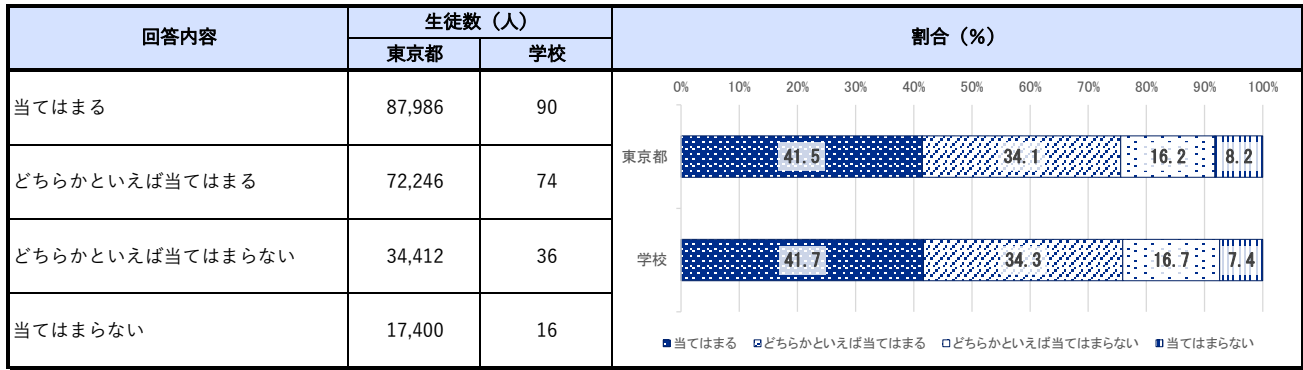 回答内容
生徒数（人）
東京都
学校
割合（%）
当てはまる
87,986
90
どちらかといえば当てはまる
72,246
74
どちらかといえば当てはまらない
34,412
36
当てはまらない
17,400
16
0% 10% 20% 30% 40% 50% 60% 70% 80% 90% 100%
東京都 41.5 34.1 16.2 8.2
学校 41.7 34.3 16.7 7.4
当てはまる どちらかといえば当てはまる どちらかといえば当てはまらない 当てはまらない